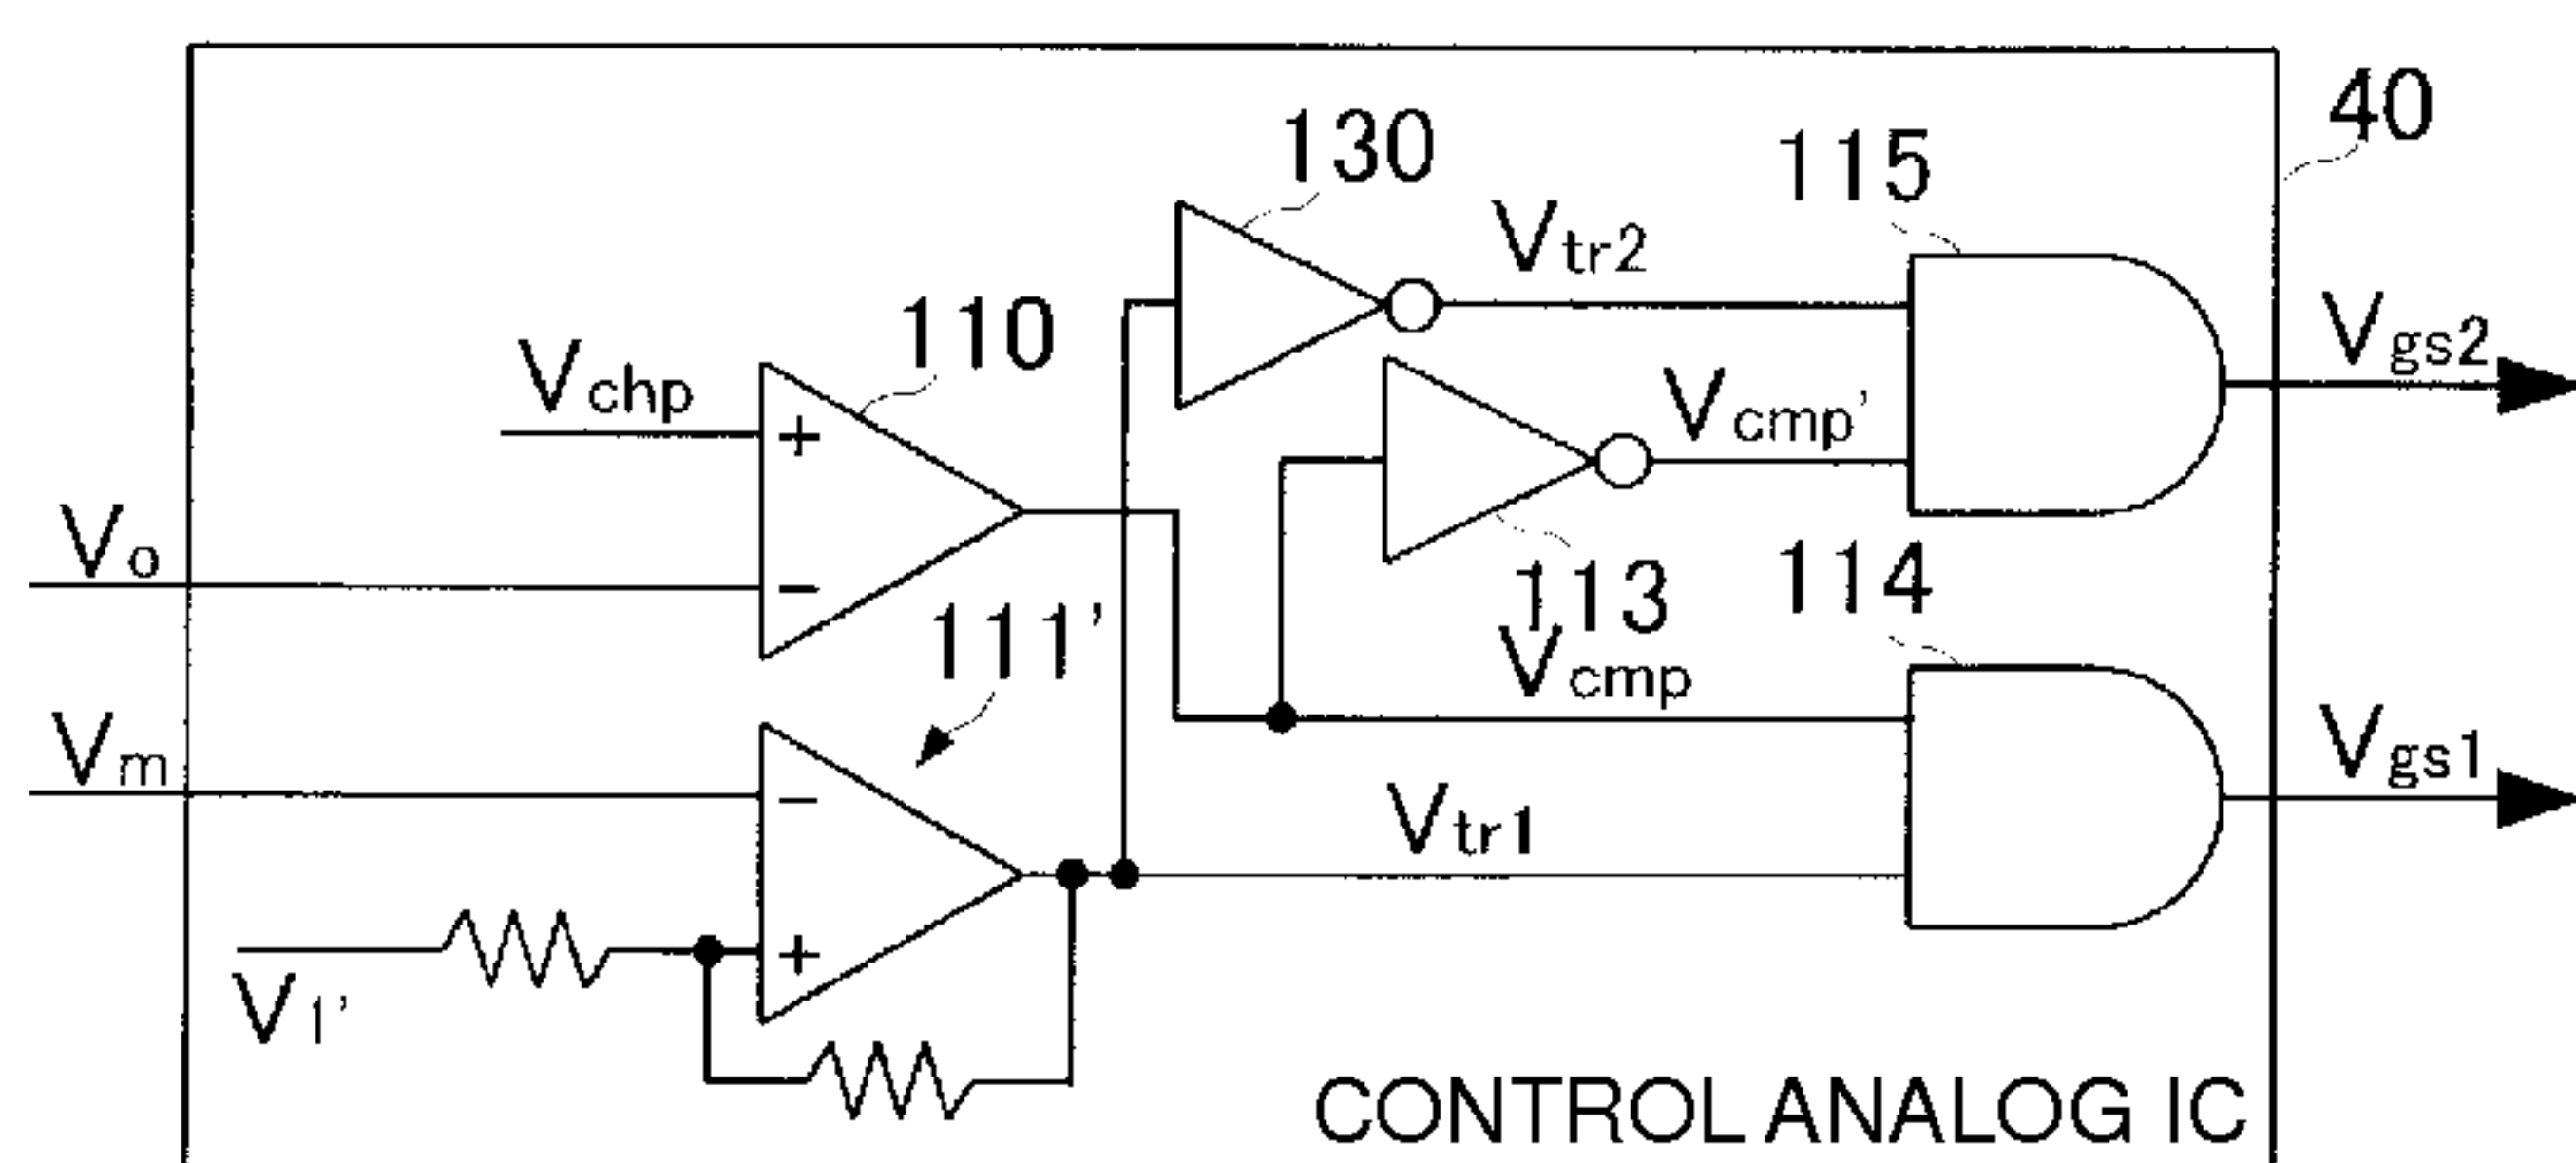 40
130
115
Vtr2
110
Vchp
+
−
Vgs2
Vcmp'
Vo
113
114
111'
Vcmp
Vm
−
+
Vgs1
Vtr1
V1'
CONTROL ANALOG IC